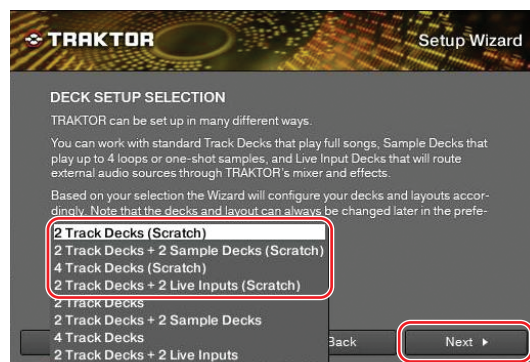 TRAKTOR
Setup Wizard
DECK SETUP SELECTION
TRAKTOR can be set up in many different ways.
You can work with standard Track Decks that play full songs, Sample Decks that
play up to 4 loops or one-shot samples, and Live Input Decks that will route
external audio sources through TRAKTOR's mixer and effects.
Based on your selection the Wizard will configure your decks and layouts accor-
dingly. Note that the decks and layout can always be changed later in the prefe-
2 Track Decks (Scratch)
2 Track Decks + 2 Sample Decks (Scratch)
4 Track Decks (Scratch)
2 Track Decks + 2 Live Inputs (Scratch)
2 Track Decks
2 Track Decks + 2 Sample Decks
4 Track Decks
2 Track Decks + 2 Live Inputs
Back
Next